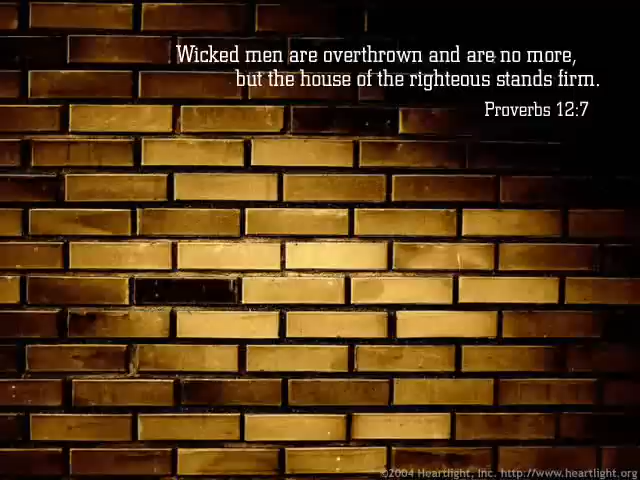 Wicked men are overthrown and are no more,
but the house of the righteous stands firm.
Proverbs 12:7
©2004 Heartlight, Inc. http://www.heartlight.org